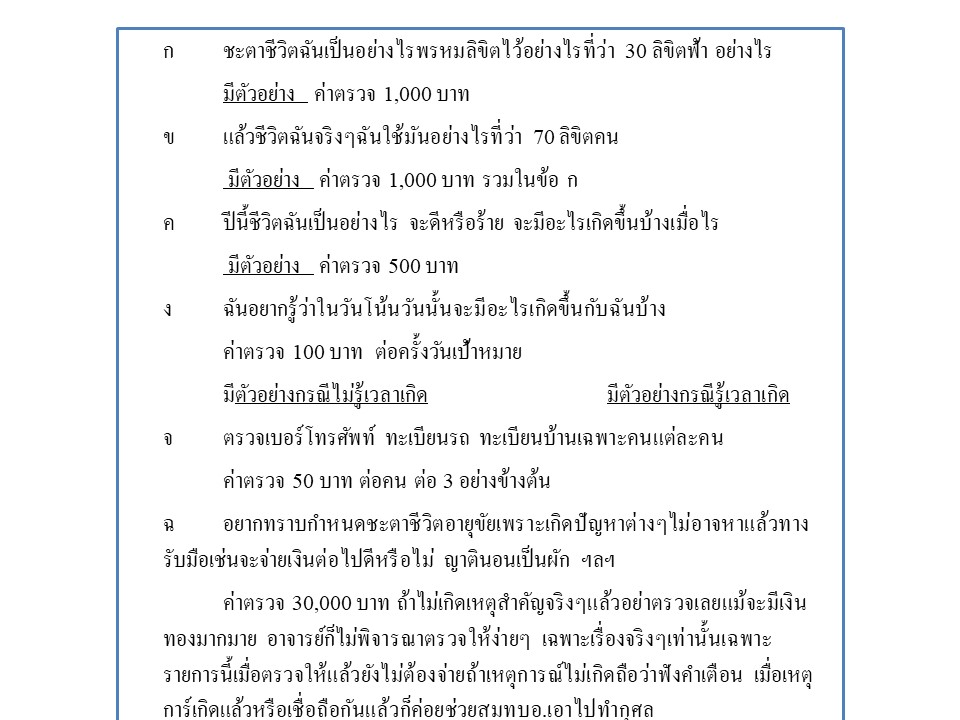 ก ชะตาชีวิตฉันเป็นอย่างไรพรหมลิขิตไว้อย่างไรที่ว่า 30 ลิขิตฟ้า อย่างไร
มีตัวอย่าง ค่าตรวจ 1,000 บาท
ข แล้วชีวิตฉันจริงๆฉันใช้มันอย่างไรที่ว่า 70 ลิขิตคน
มีตัวอย่าง ค่าตรวจ 1,000 บาท รวมในข้อ ก
ค ปีนี้ชีวิตฉันเป็นอย่างไร จะดีหรือร้าย จะมีอะไรเกิดขึ้นบ้างเมื่อไร
มีตัวอย่าง ค่าตรวจ 500 บาท
ง ฉันอยากรู้ว่าในวันโน้นวันนั้นจะมีอะไรเกิดขึ้นกับฉันบ้าง
ค่าตรวจ 100 บาท ต่อครั้งวันเป้าหมาย
มีตัวอย่างกรณีไม่รู้เวลาเกิด มีตัวอย่างกรณีรู้เวลาเกิด
จ ตรวจเบอร์โทรศัพท์ ทะเบียนรถ ทะเบียนบ้านเฉพาะคนแต่ละคน
ค่าตรวจ 50 บาท ต่อคน ต่อ 3 อย่างข้างต้น
ฉ อยากทราบกำหนดชะตาชีวิตอายุขัยเพราะเกิดปัญหาต่างๆไม่อาจหาแล้วทาง
รับมือเช่นจะจ่ายเงินต่อไปดีหรือไม่ ญาตินอนเป็นผัก ฯลฯ
ค่าตรวจ 30,000 บาท ถ้าไม่เกิดเหตุสำคัญจริงๆแล้วอย่าตรวจเลยแม้จะมีเงิน
ทองมากมาย อาจารย์ก็ไม่พิจารณาตรวจให้ง่ายๆ เฉพาะเรื่องจริงๆเท่านั้นเฉพาะ
รายการนี้เมื่อตรวจให้แล้วยังไม่ต้องจ่ายถ้าเหตุการณ์ไม่เกิดถือว่าฟังคำเตือน เมื่อเหตุ
การ์เกิดแล้วหรือเชื่อถือกันแล้วก็ค่อยช่วยสมทบอ.เอาไปทำกุศล